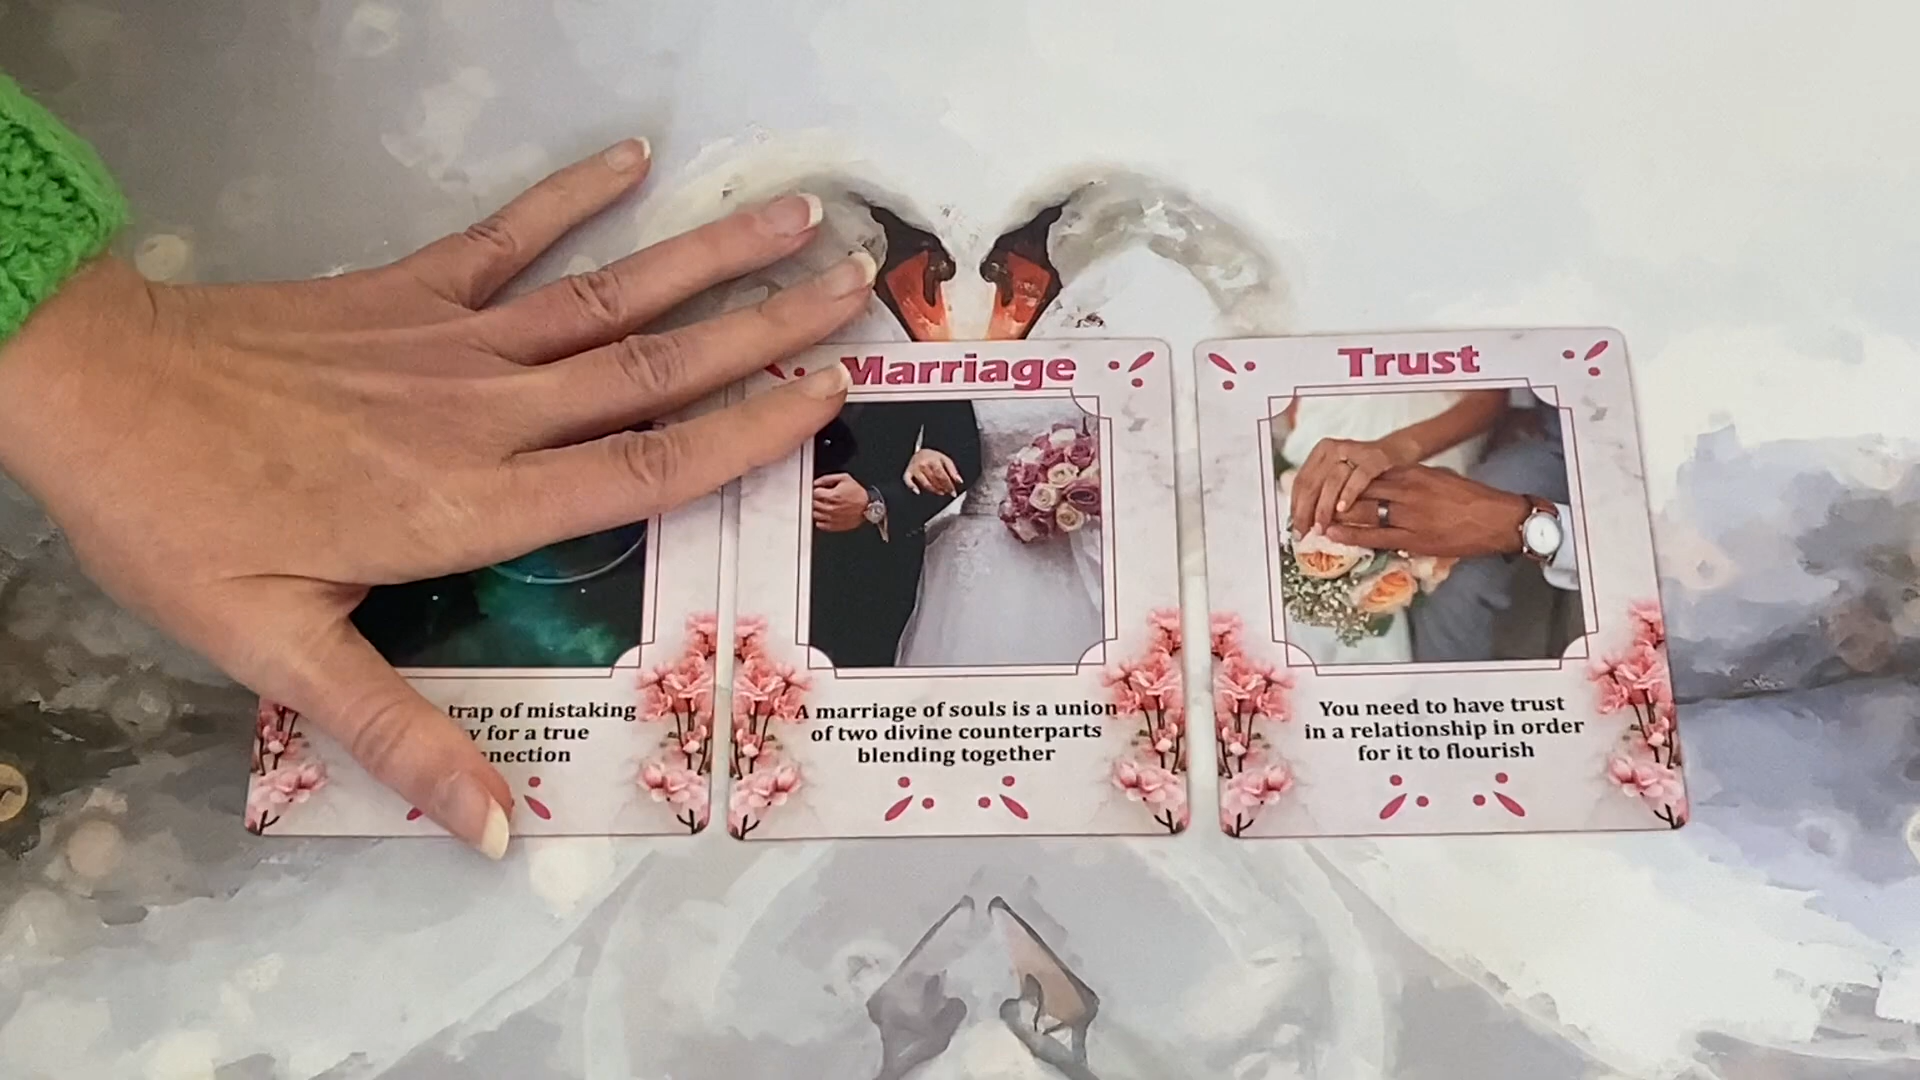 trap of mistaking
for a true
Marriage
A marriage of souls is a union
of two divine counterparts
blending together
Trust
You need to have trust
in a relationship in order
for it to flourish